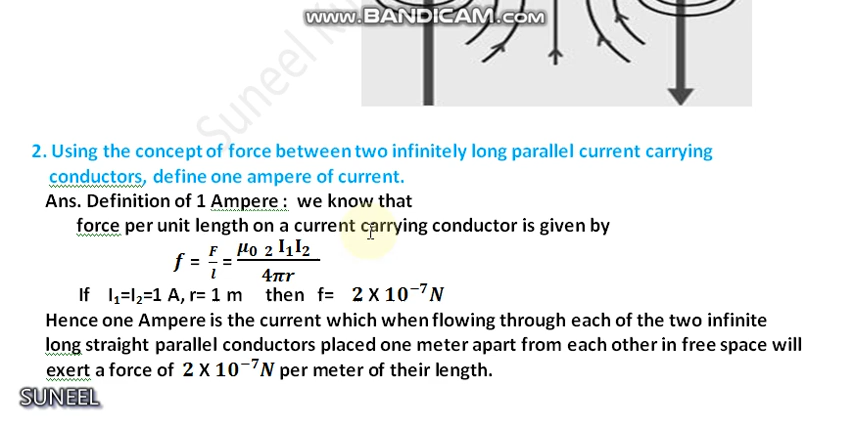 www.BANDICAM.COM
Suneel
2. Using the concept of force between two infinitely long parallel current carrying
conductors, define one ampere of current.
Ans. Definition of 1 Ampere : we know that
force per unit length on a current carrying conductor is given by
f = F/l = μ₀ 2 I₁I₂ / 4πr
If I₁=I₂=1 A, r= 1 m then f= 2 X 10⁻⁷N
Hence one Ampere is the current which when flowing through each of the two infinite
long straight parallel conductors placed one meter apart from each other in free space will
exert a force of 2 X 10⁻⁷N per meter of their length.
SUNEEL